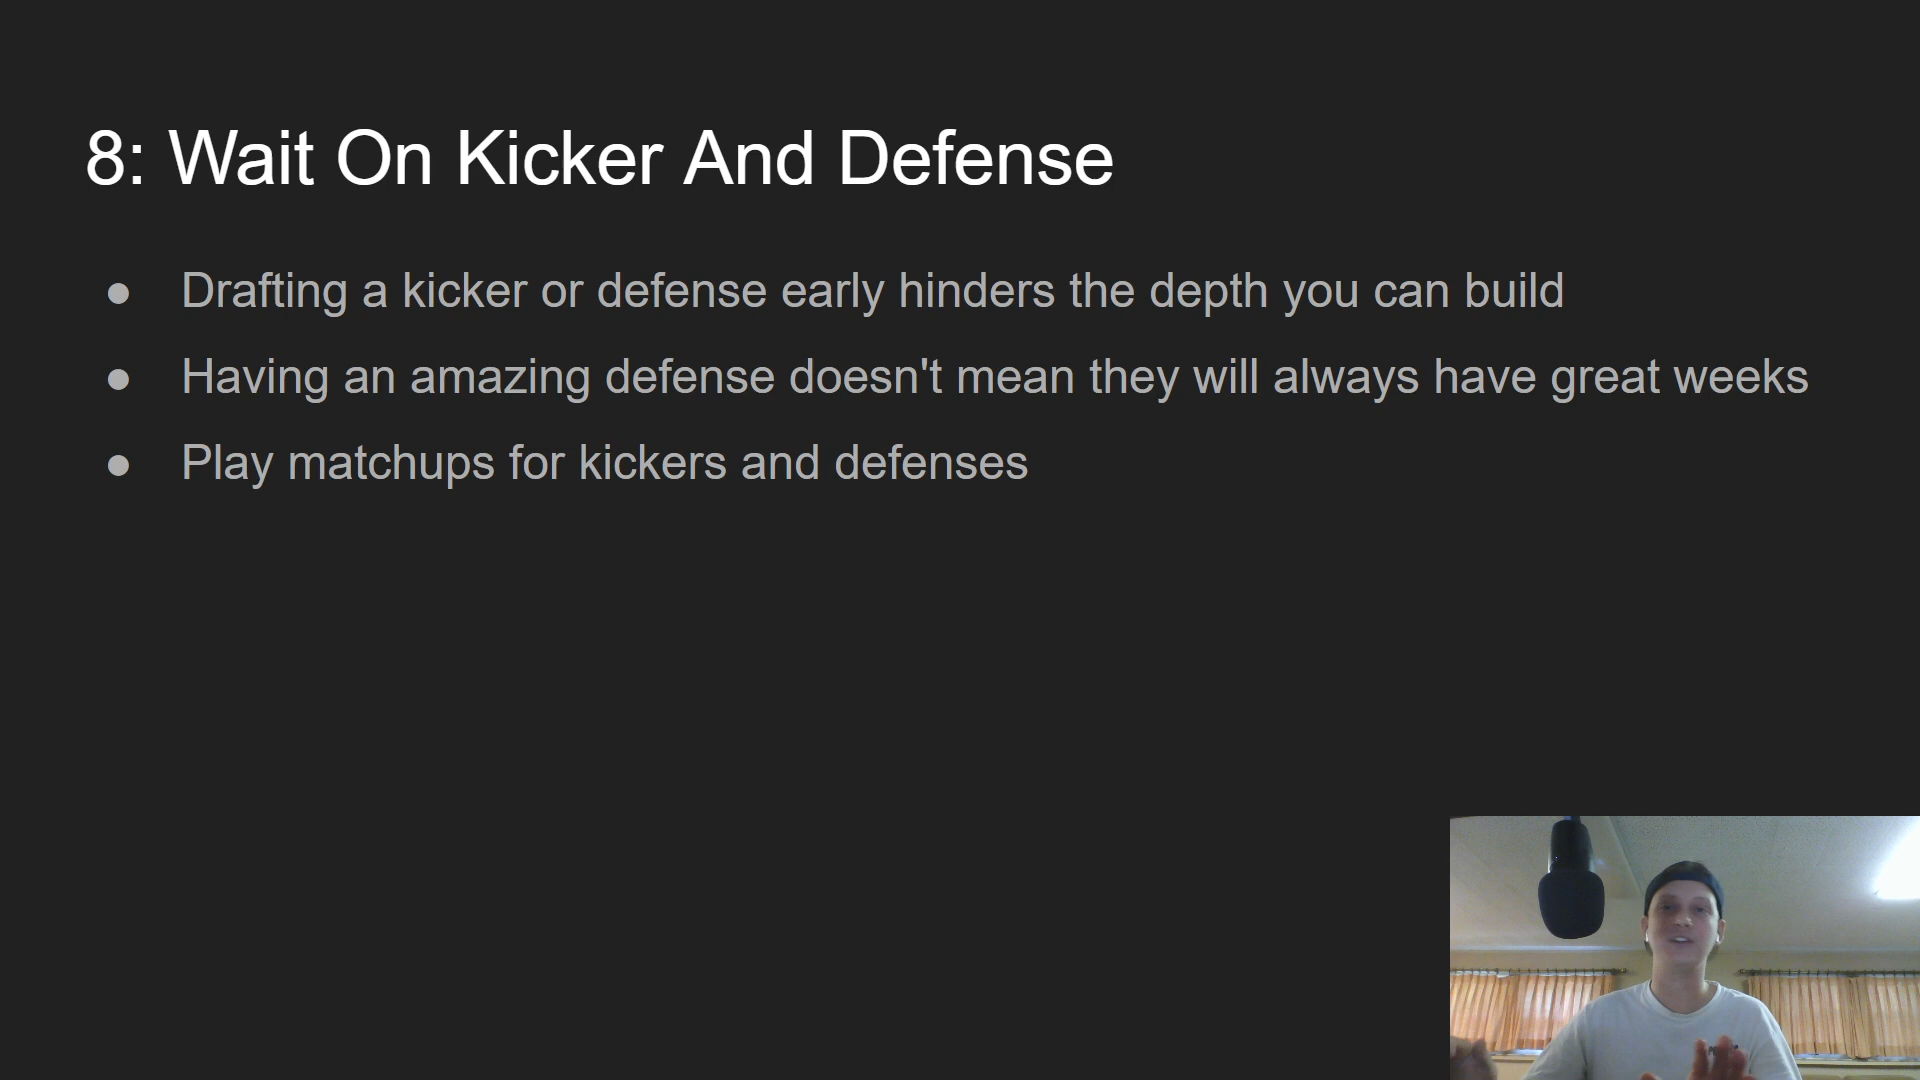 8: Wait On Kicker And Defense
● Drafting a kicker or defense early hinders the depth you can build
● Having an amazing defense doesn't mean they will always have great weeks
● Play matchups for kickers and defenses